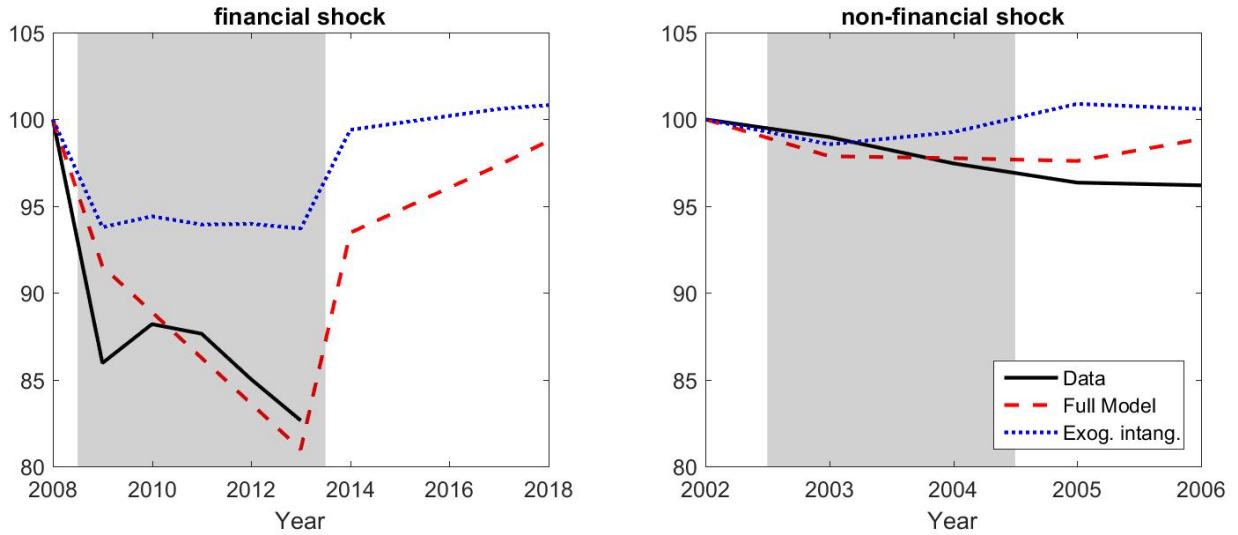 financial shock
105
100
95
90
85
80
2008 2010 2012 2014 2016 2018
Year
non-financial shock
105
100
95
90
85
80
2002 2003 2004 2005 2006
Year
Data
Full Model
Exog. intang.